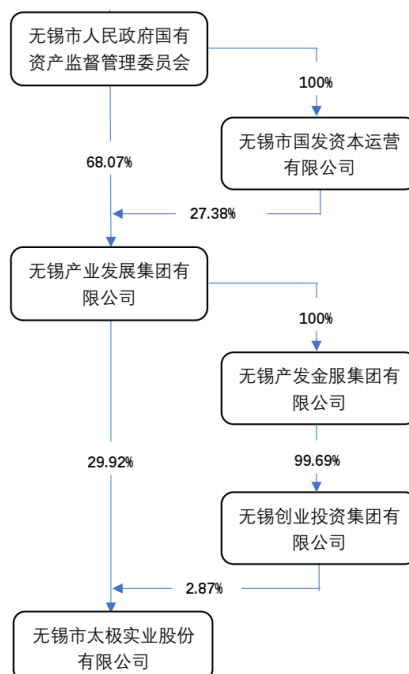 无锡市人民政府国有
资产监督管理委员会
100%
无锡市国发资本运营
有限公司
68.07%
27.38%
无锡产业发展集团有
限公司
100%
无锡产发金服集团有
限公司
29.92%
99.69%
无锡创业投资集团有
限公司
2.87%
无锡市太极实业股份
有限公司